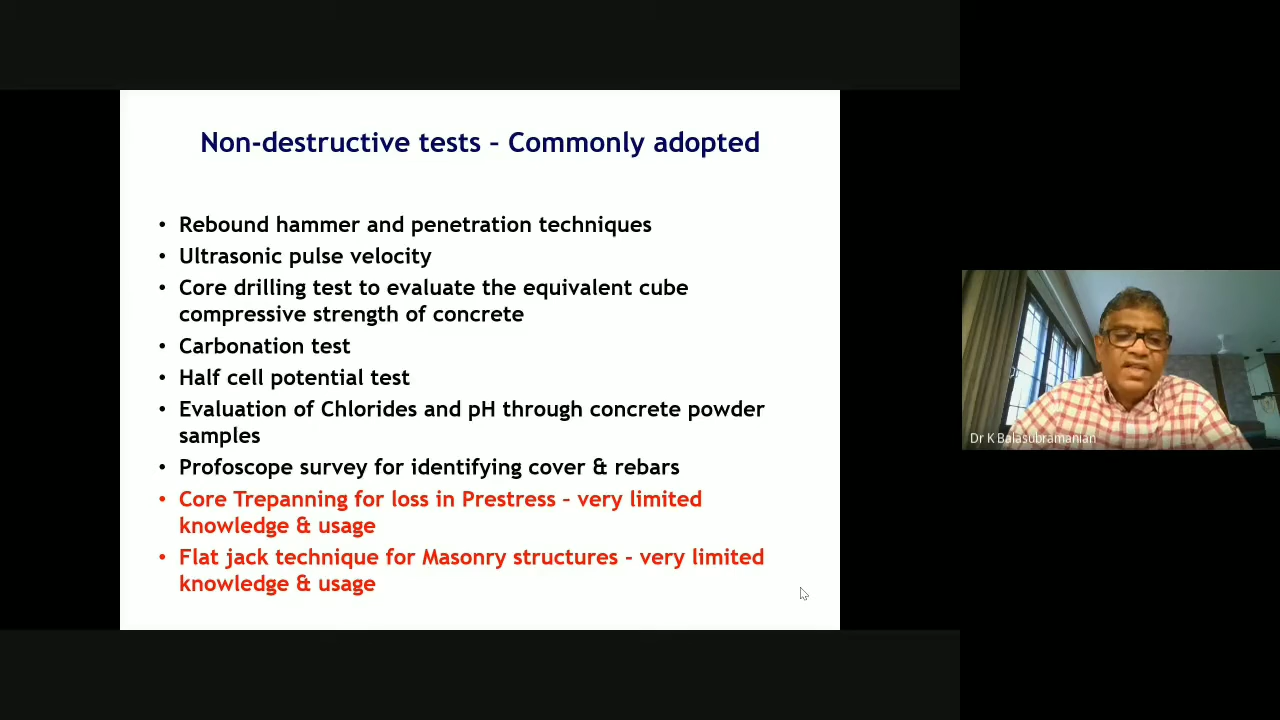 Non-destructive tests – Commonly adopted
• Rebound hammer and penetration techniques
• Ultrasonic pulse velocity
• Core drilling test to evaluate the equivalent cube
compressive strength of concrete
• Carbonation test
• Half cell potential test
• Evaluation of Chlorides and pH through concrete powder
samples
• Profoscope survey for identifying cover & rebars
• Core Trepanning for loss in Prestress – very limited
knowledge & usage
• Flat jack technique for Masonry structures - very limited
knowledge & usage
Dr K Balasubramanian